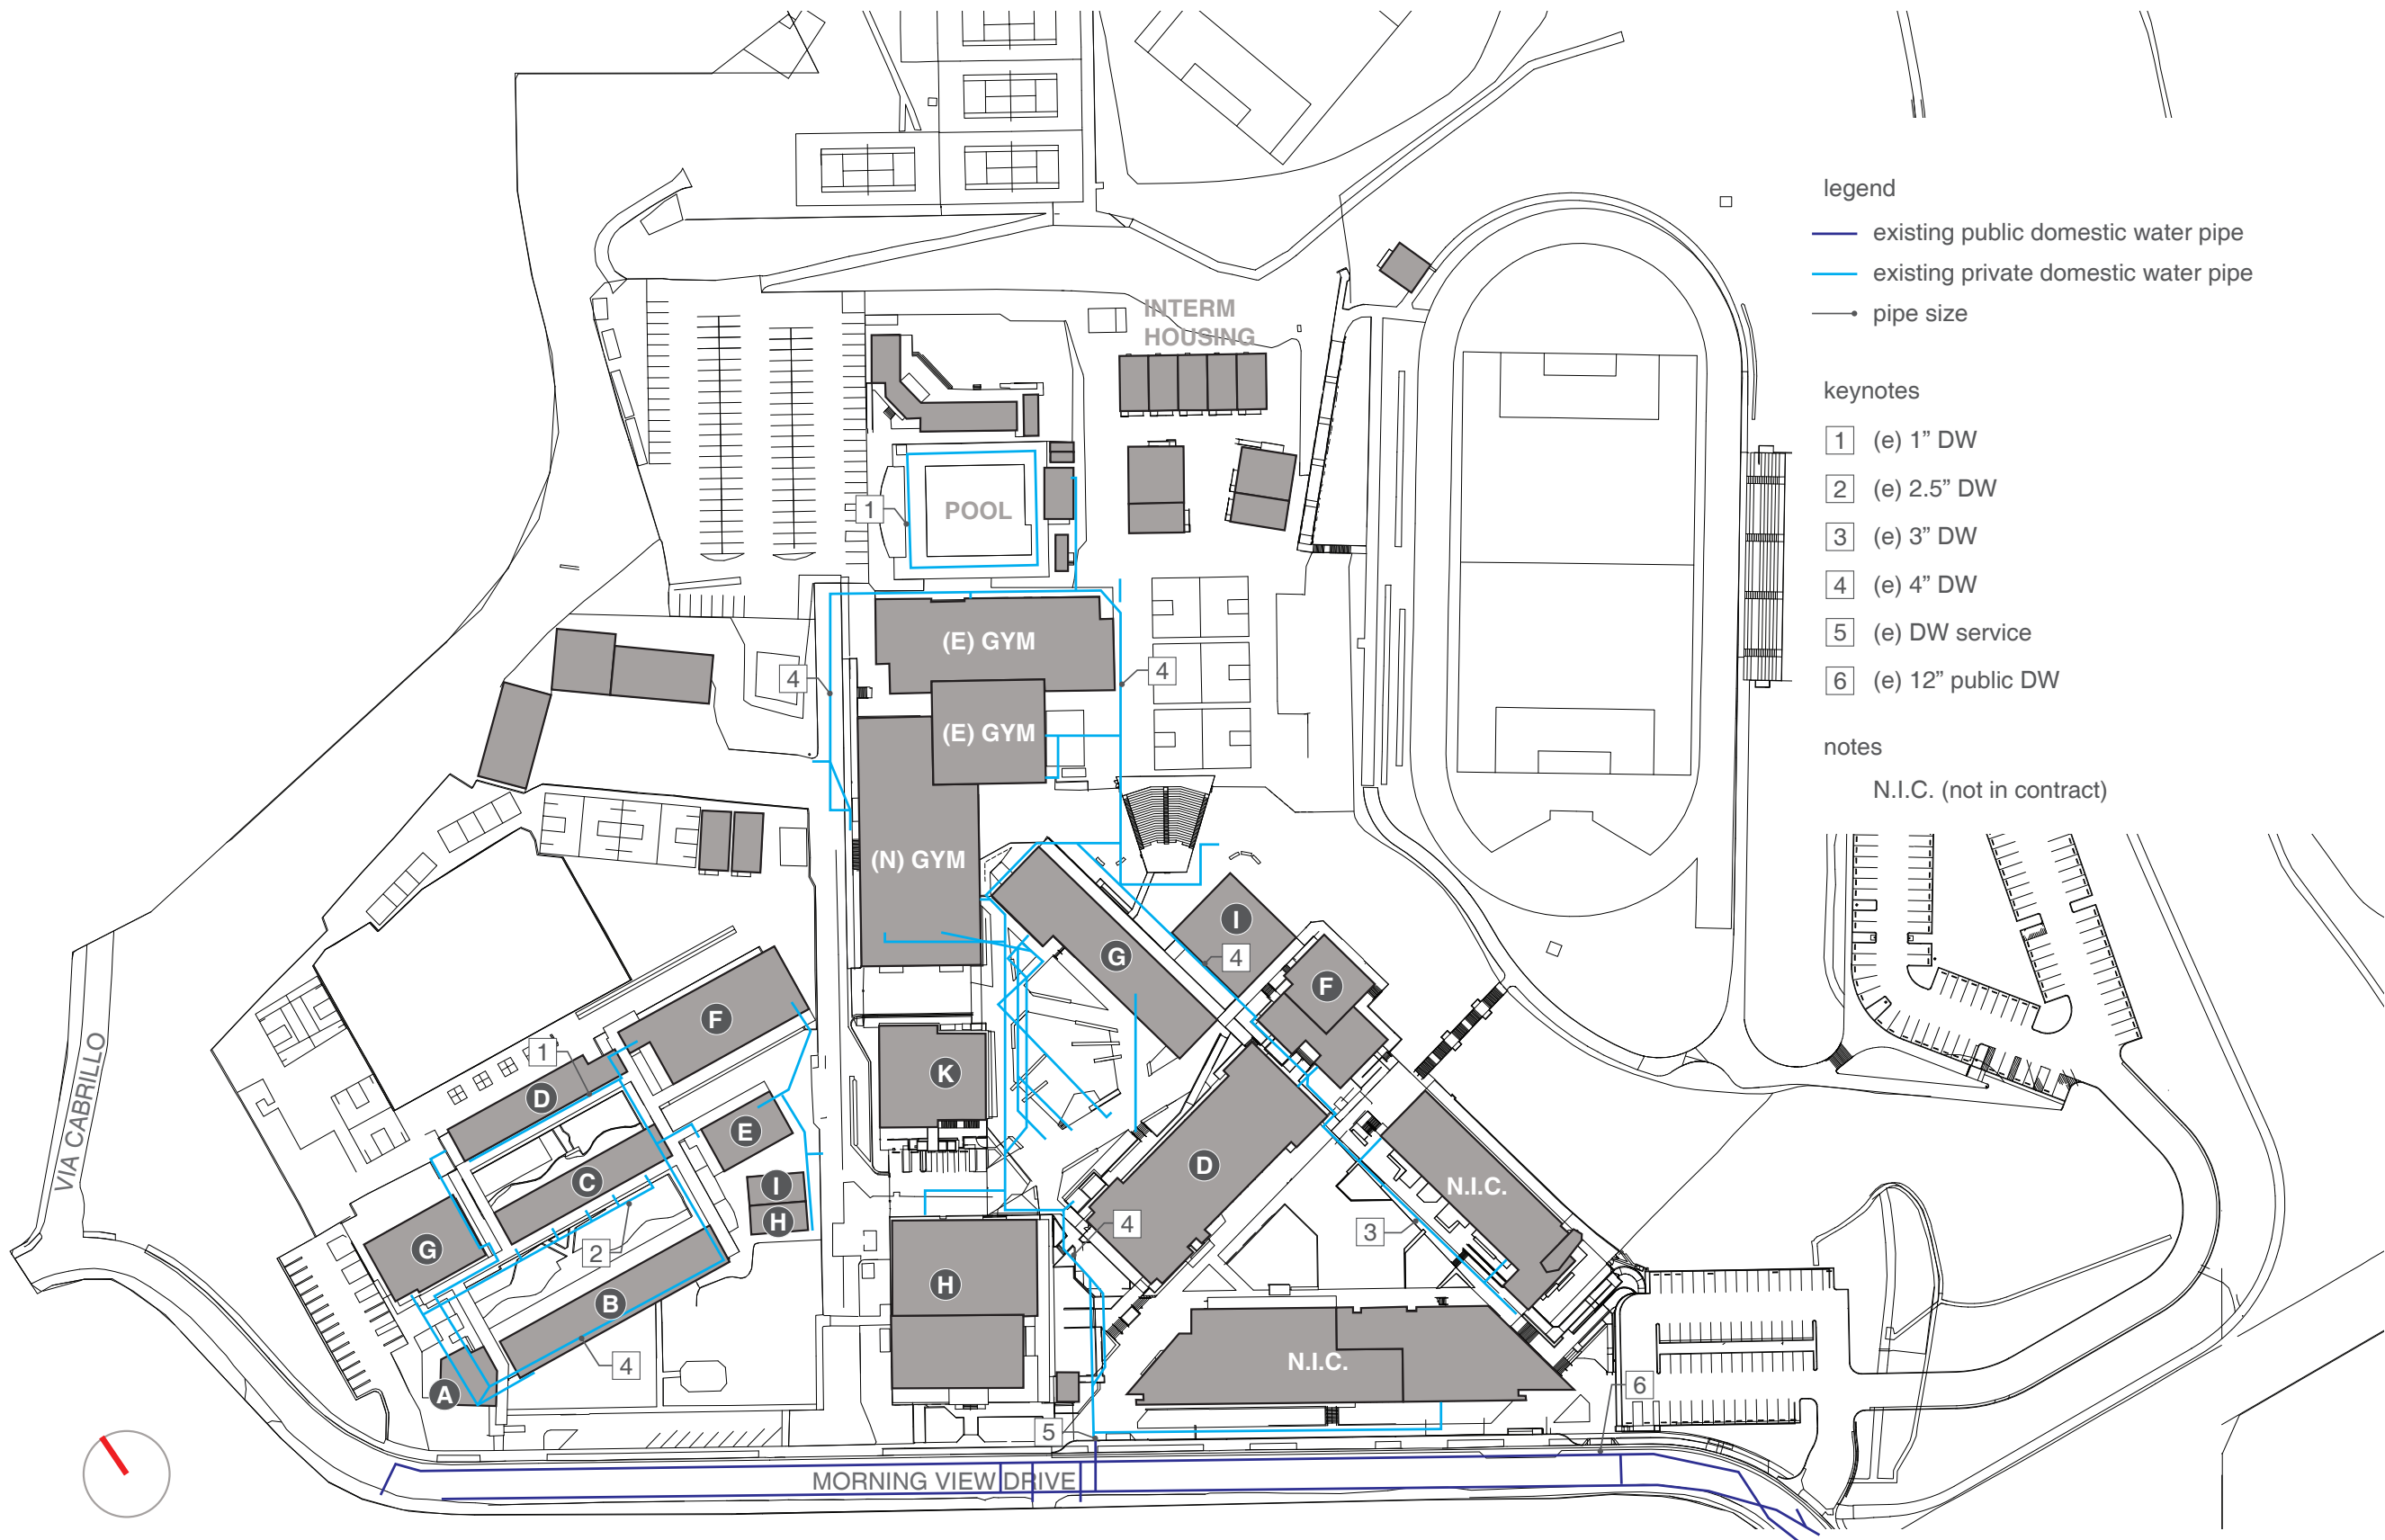 legend
existing public domestic water pipe
existing private domestic water pipe
pipe size
keynotes
1 (e) 1” DW
2 (e) 2.5” DW
3 (e) 3” DW
4 (e) 4” DW
5 (e) DW service
6 (e) 12” public DW
notes
N.I.C. (not in contract)
INTERM
HOUSING
1
POOL
(E) GYM
4
4
(E) GYM
(N) GYM
I
G
4
F
F
1
K
D
E
VIA CABRILLO
C
I
D
N.I.C.
H
G
2
4
3
B
H
A
4
N.I.C.
6
5
MORNING VIEW DRIVE